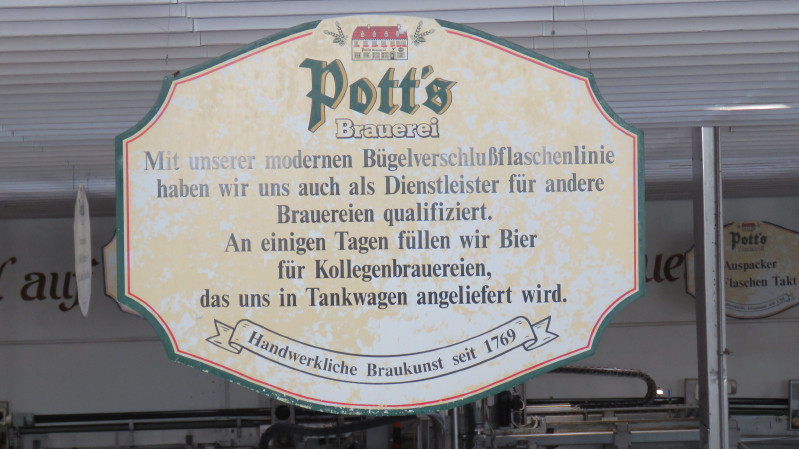 Pott's
Brauerei
Mit unserer modernen Bügelverschlußflaschenlinie
haben wir uns auch als Dienstleister für andere
Brauereien qualifiziert.
An einigen Tagen füllen wir Bier
für Kollegenbrauereien,
das uns in Tankwagen angeliefert wird.
Handwerkliche Braukunst seit 1769
auf
Pott's
Auspacker
Flaschen Takt